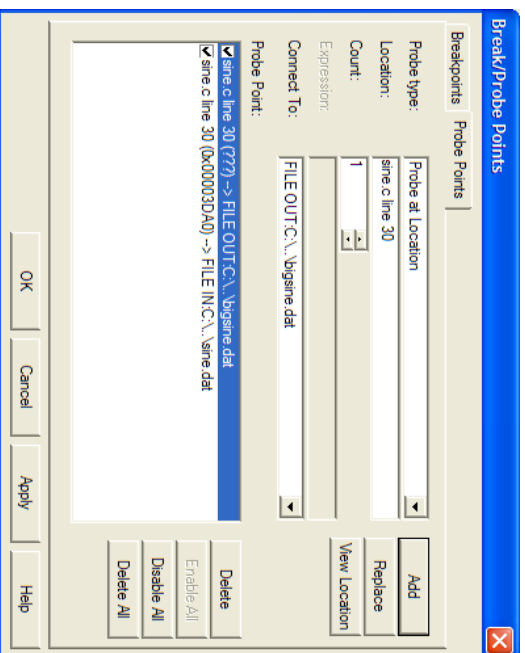 Break/Probe Points
Breakpoints Probe Points
Probe type: Probe at Location Add
Location: sine.c line 30 Replace
Count: 1 View Location
Expression:
Connect To: FILE OUT:C:\..\bigsine.dat
Probe Point:
sine.c line 30 (???) --> FILE OUT:C:\..\bigsine.dat Delete
sine.c line 30 (0x00003DA0) --> FILE IN:C:\..\sine.dat Enable All
Disable All
Delete All
OK Cancel Apply Help